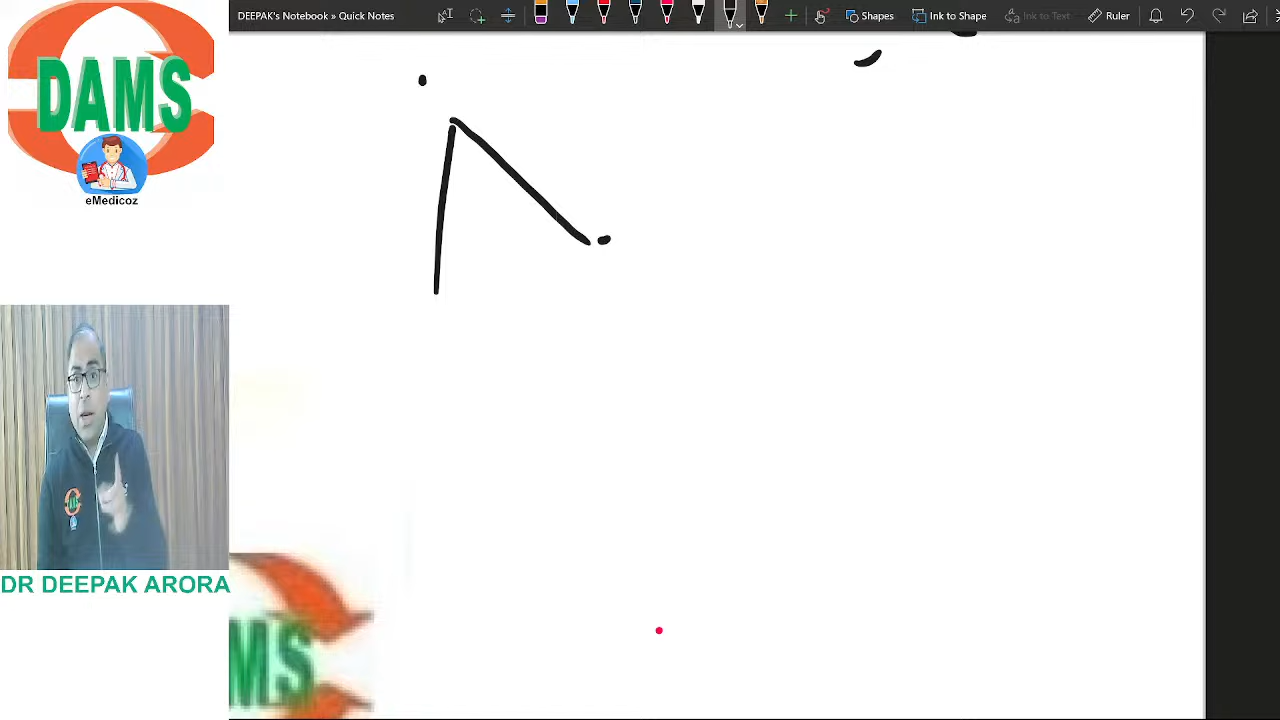 DEEPAK's Notebook » Quick Notes
Shapes
Ink to Shape
Ink to Text
Ruler
DAMS
eMedicoz
DR DEEPAK ARORA
MS